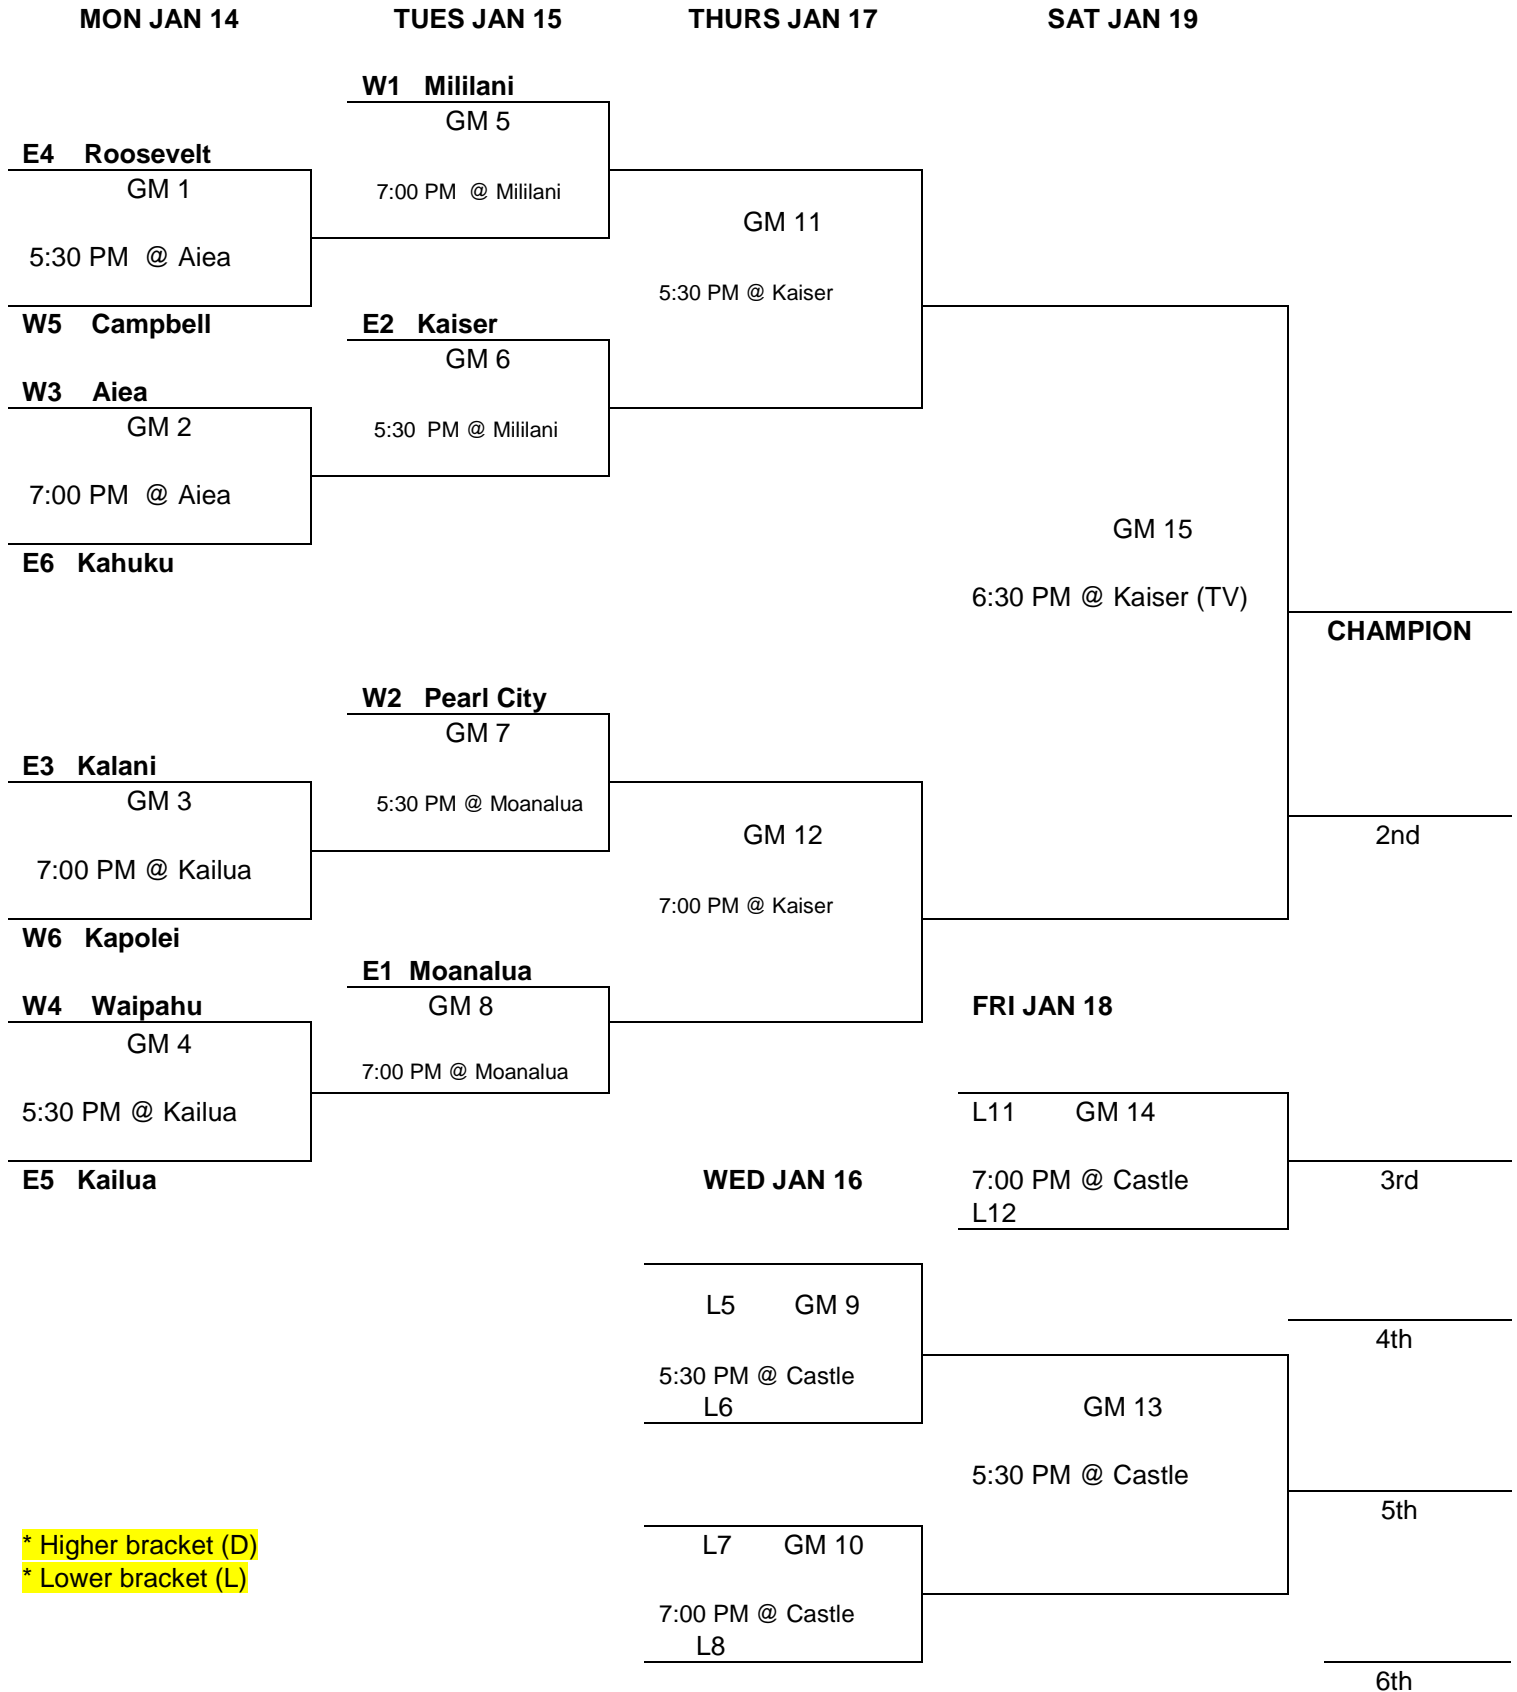 MON JAN 14 TUES JAN 15 THURS JAN 17 SAT JAN 19
W1 Mililani
GM 5
E4 Roosevelt
GM 1
7:00 PM @ Mililani
GM 11
5:30 PM @ Aiea
5:30 PM @ Kaiser
W5 Campbell
E2 Kaiser
GM 6
W3 Aiea
GM 2
5:30 PM @ Mililani
7:00 PM @ Aiea
GM 15
E6 Kahuku
6:30 PM @ Kaiser (TV)
CHAMPION
W2 Pearl City
GM 7
E3 Kalani
GM 3
5:30 PM @ Moanalua
GM 12
2nd
7:00 PM @ Kailua
7:00 PM @ Kaiser
W6 Kapolei
E1 Moanalua
W4 Waipahu
GM 8
FRI JAN 18
GM 4
7:00 PM @ Moanalua
5:30 PM @ Kailua
L11 GM 14
E5 Kailua
WED JAN 16
7:00 PM @ Castle
3rd
L12
L5 GM 9
4th
5:30 PM @ Castle
L6
GM 13
5:30 PM @ Castle
5th
* Higher bracket (D)
L7 GM 10
* Lower bracket (L)
7:00 PM @ Castle
L8
6th